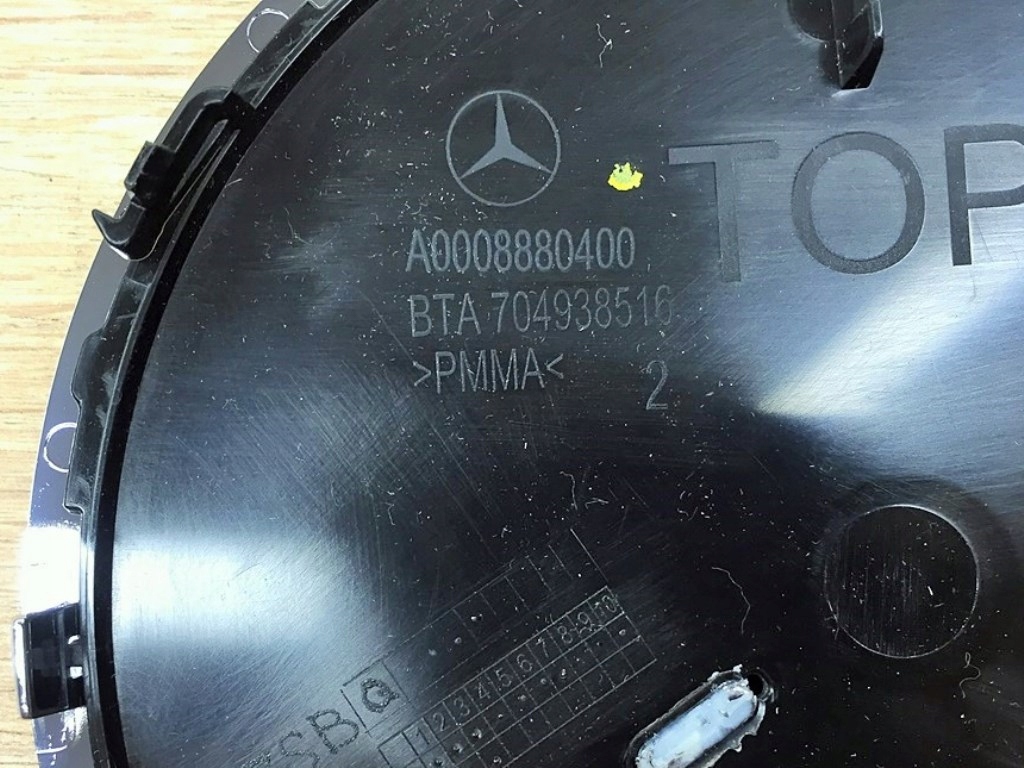 TOP
A0008880400
BTA 704938516
>PMMA<
2
1 2 3 4 5 6 7 8 9 10